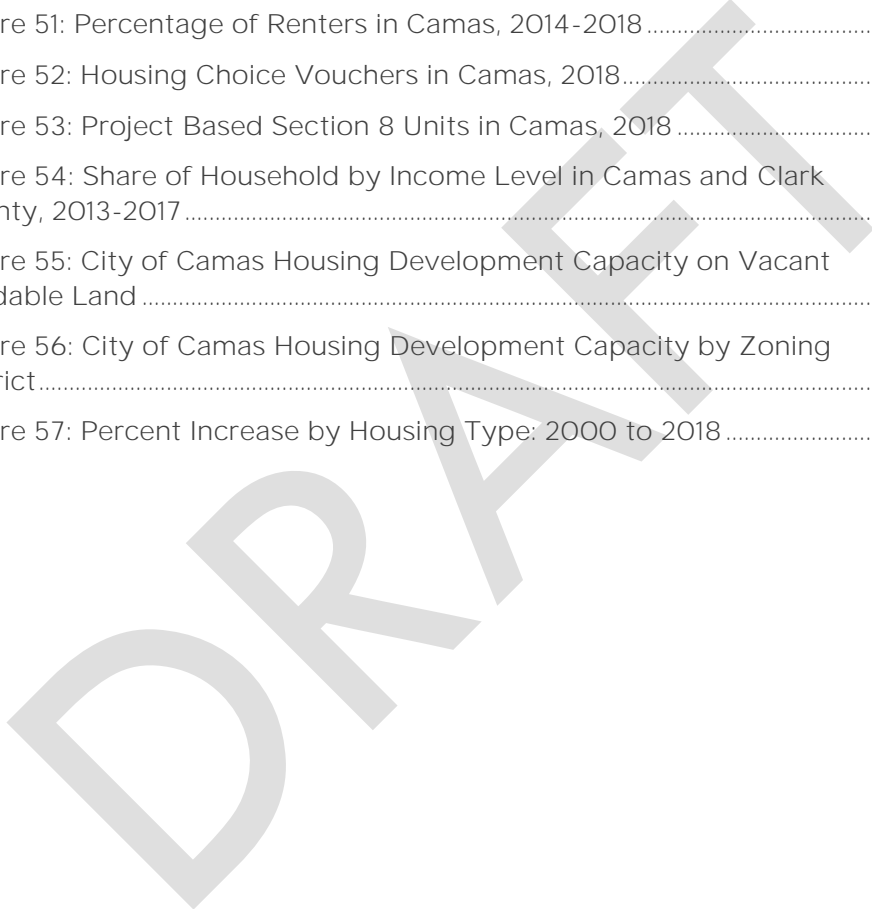 re 51: Percentage of Renters in Camas, 2014-2018
re 52: Housing Choice Vouchers in Camas, 2018
re 53: Project Based Section 8 Units in Camas, 2018
re 54: Share of Household by Income Level in Camas and Clark
nty, 2013-2017
re 55: City of Camas Housing Development Capacity on Vacant
dable Land
re 56: City of Camas Housing Development Capacity by Zoning
rict
re 57: Percent Increase by Housing Type: 2000 to 2018
DRAFT